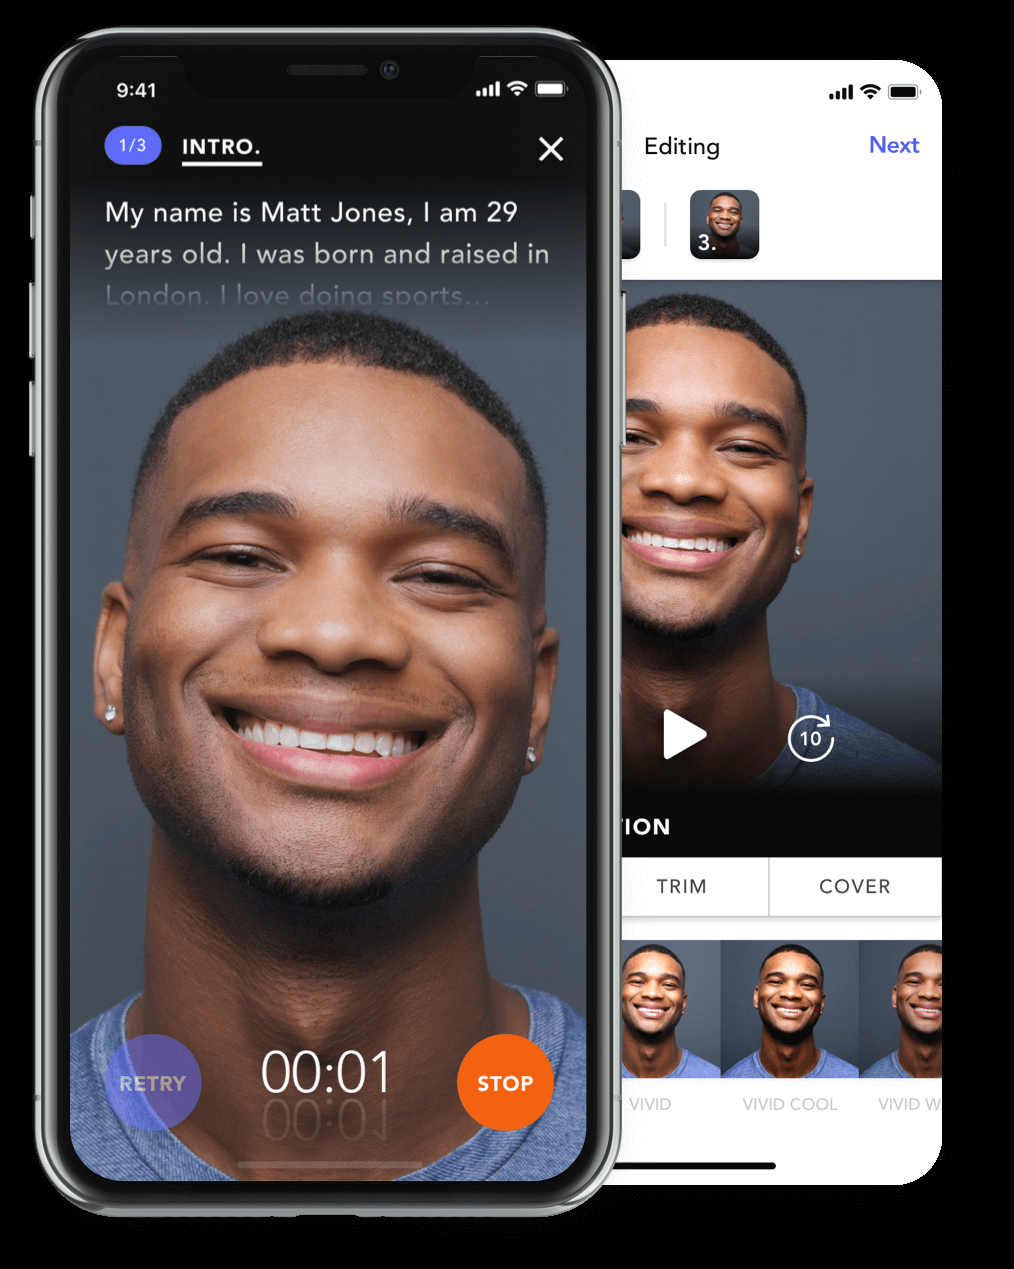 9:41
1/3 INTRO.
My name is Matt Jones, I am 29
years old. I was born and raised in
London. I love doing sports...
RETRY
00:01
STOP
Editing
Next
3.
10
TION
TRIM
COVER
VIVID
VIVID COOL
VIVID W